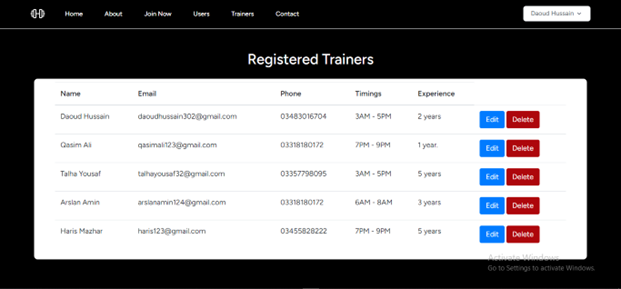 Home About Join Now Users Trainers Contact Daoud Hussain
Registered Trainers
Name Email Phone Timings Experience
Daoud Hussain daoudhussain302@gmail.com 03483016704 3AM - 5PM 2 years Edit Delete
Qasim Ali qasimali123@gmail.com 03318180172 7PM - 9PM 1 year. Edit Delete
Talha Yousaf talhayousaf32@gmail.com 03357798095 3AM - 5PM 5 years Edit Delete
Arslan Amin arslanamin124@gmail.com 03318180172 6AM - 8AM 3 years Edit Delete
Haris Mazhar haris123@gmail.com 03455828222 7PM - 9PM 5 years Edit Delete
Activate Windows
Go to Settings to activate Windows.